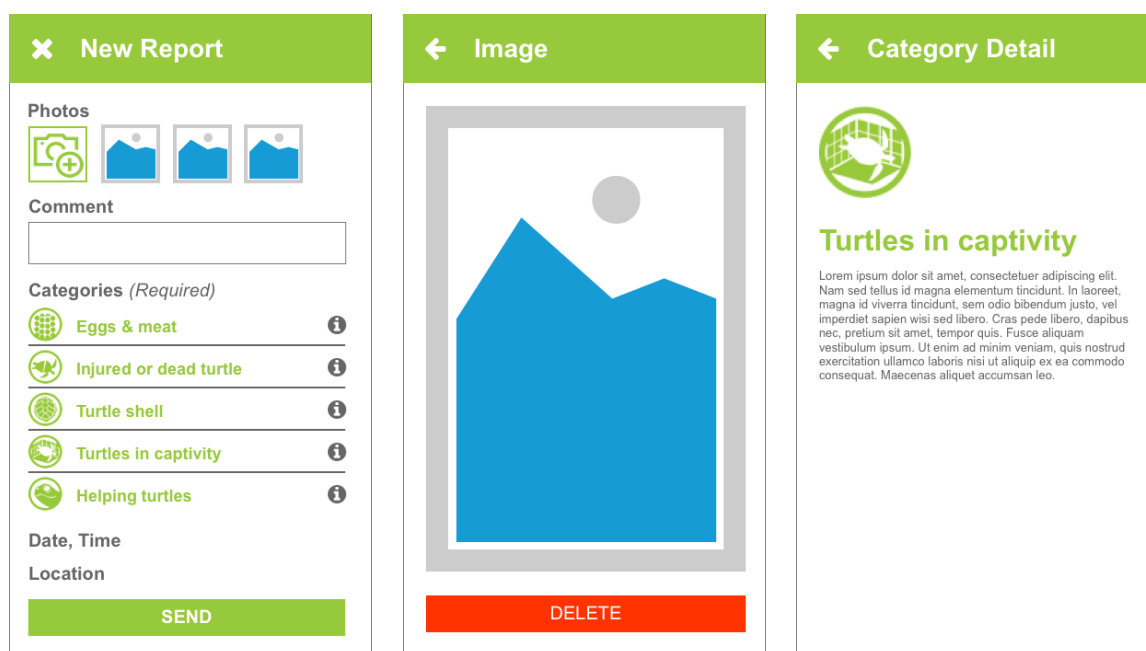 New Report
Photos
Comment
Categories (Required)
Eggs & meat
Injured or dead turtle
Turtle shell
Turtles in captivity
Helping turtles
Date, Time
Location
SEND
Image
DELETE
Category Detail
Turtles in captivity
Lorem ipsum dolor sit amet, consectetuer adipiscing elit.
Nam sed tellus id magna elementum tincidunt. In laoreet,
magna id viverra tincidunt, sem odio bibendum justo, vel
imperdiet sapien wisi sed libero. Cras pede libero, dapibus
nec, pretium sit amet, tempor quis. Fusce aliquam
vestibulum ipsum. Ut enim ad minim veniam, quis nostrud
exercitation ullamco laboris nisi ut aliquip ex ea commodo
consequat. Maecenas aliquet accumsan leo.